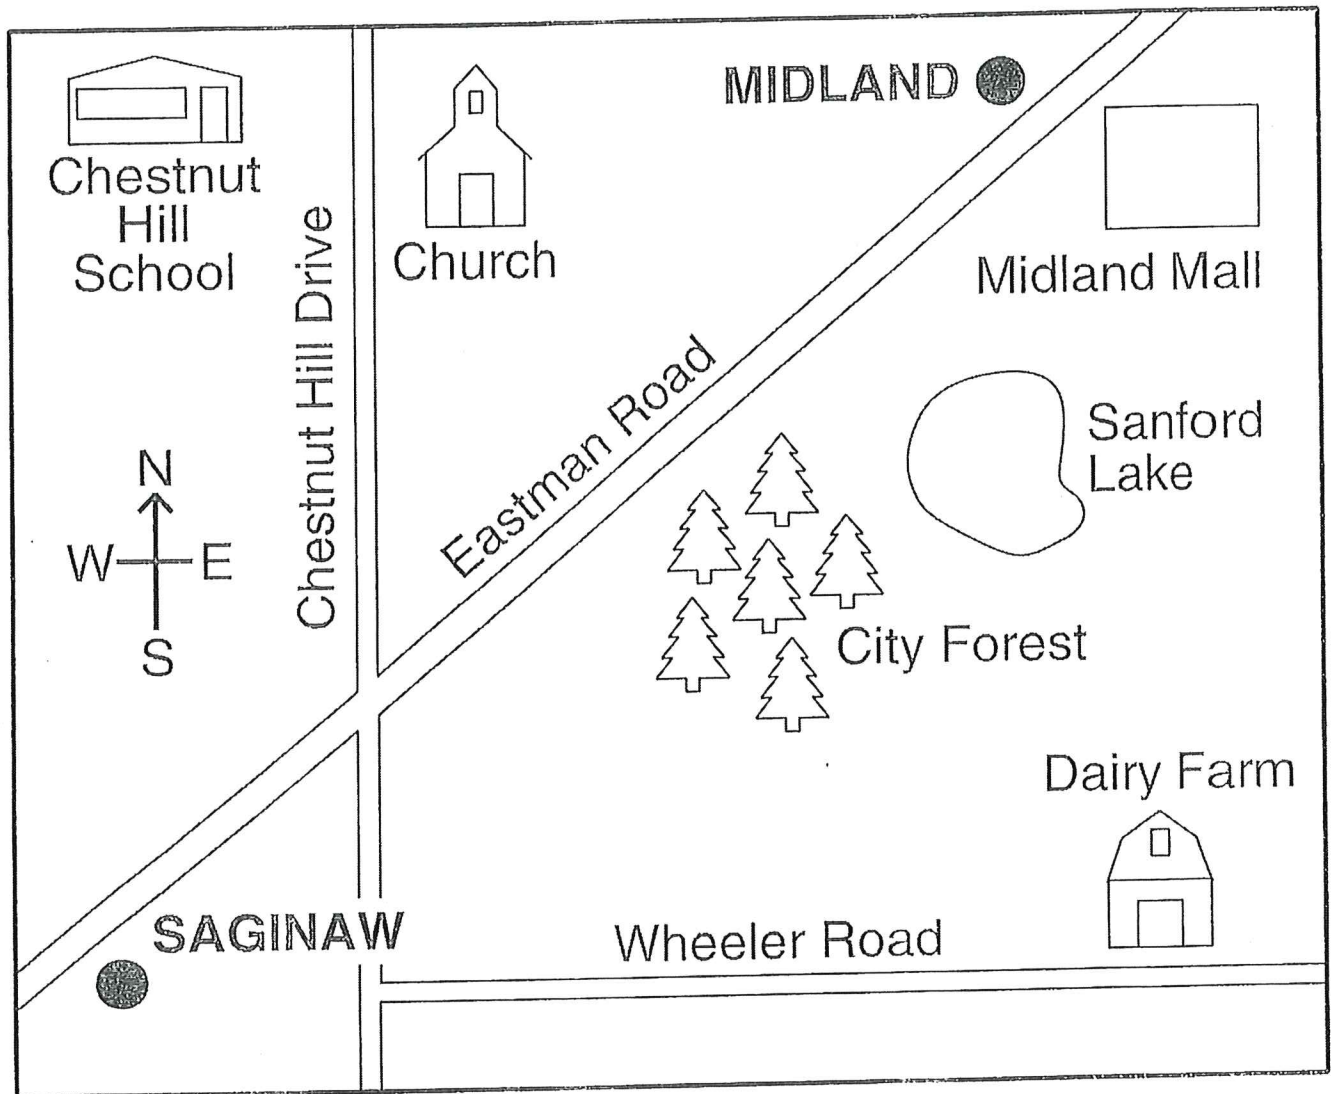 MIDLAND
Chestnut
Hill
School
Chestnut Hill Drive
Church
Midland Mall
Eastman Road
Sanford
Lake
N
W E
S
City Forest
Dairy Farm
SAGINAW
Wheeler Road